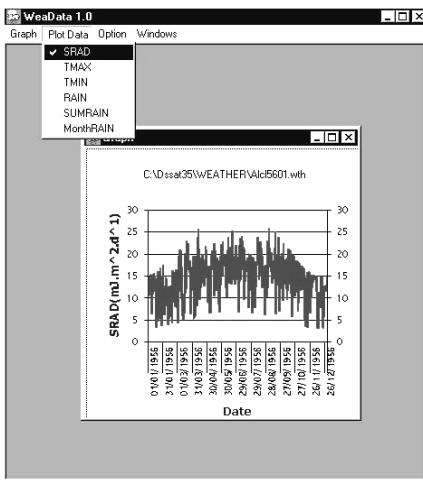 WeaData 1.0
Graph Plot Data Option Windows
SRAD
TMAX
TMIN
RAIN
SUMRAIN
MonthRAIN
Graph
C:\Dssat35\WEATHER\Alcl5601.wth
SRAD(mJ.m^2.d^1)
30
25
20
15
10
5
0
30
25
20
15
10
5
0
01/01/1956
31/01/1956
01/03/1956
31/03/1956
30/04/1956
30/05/1956
29/06/1956
29/07/1956
28/08/1956
27/09/1956
27/10/1956
26/11/1956
26/12/1956
Date